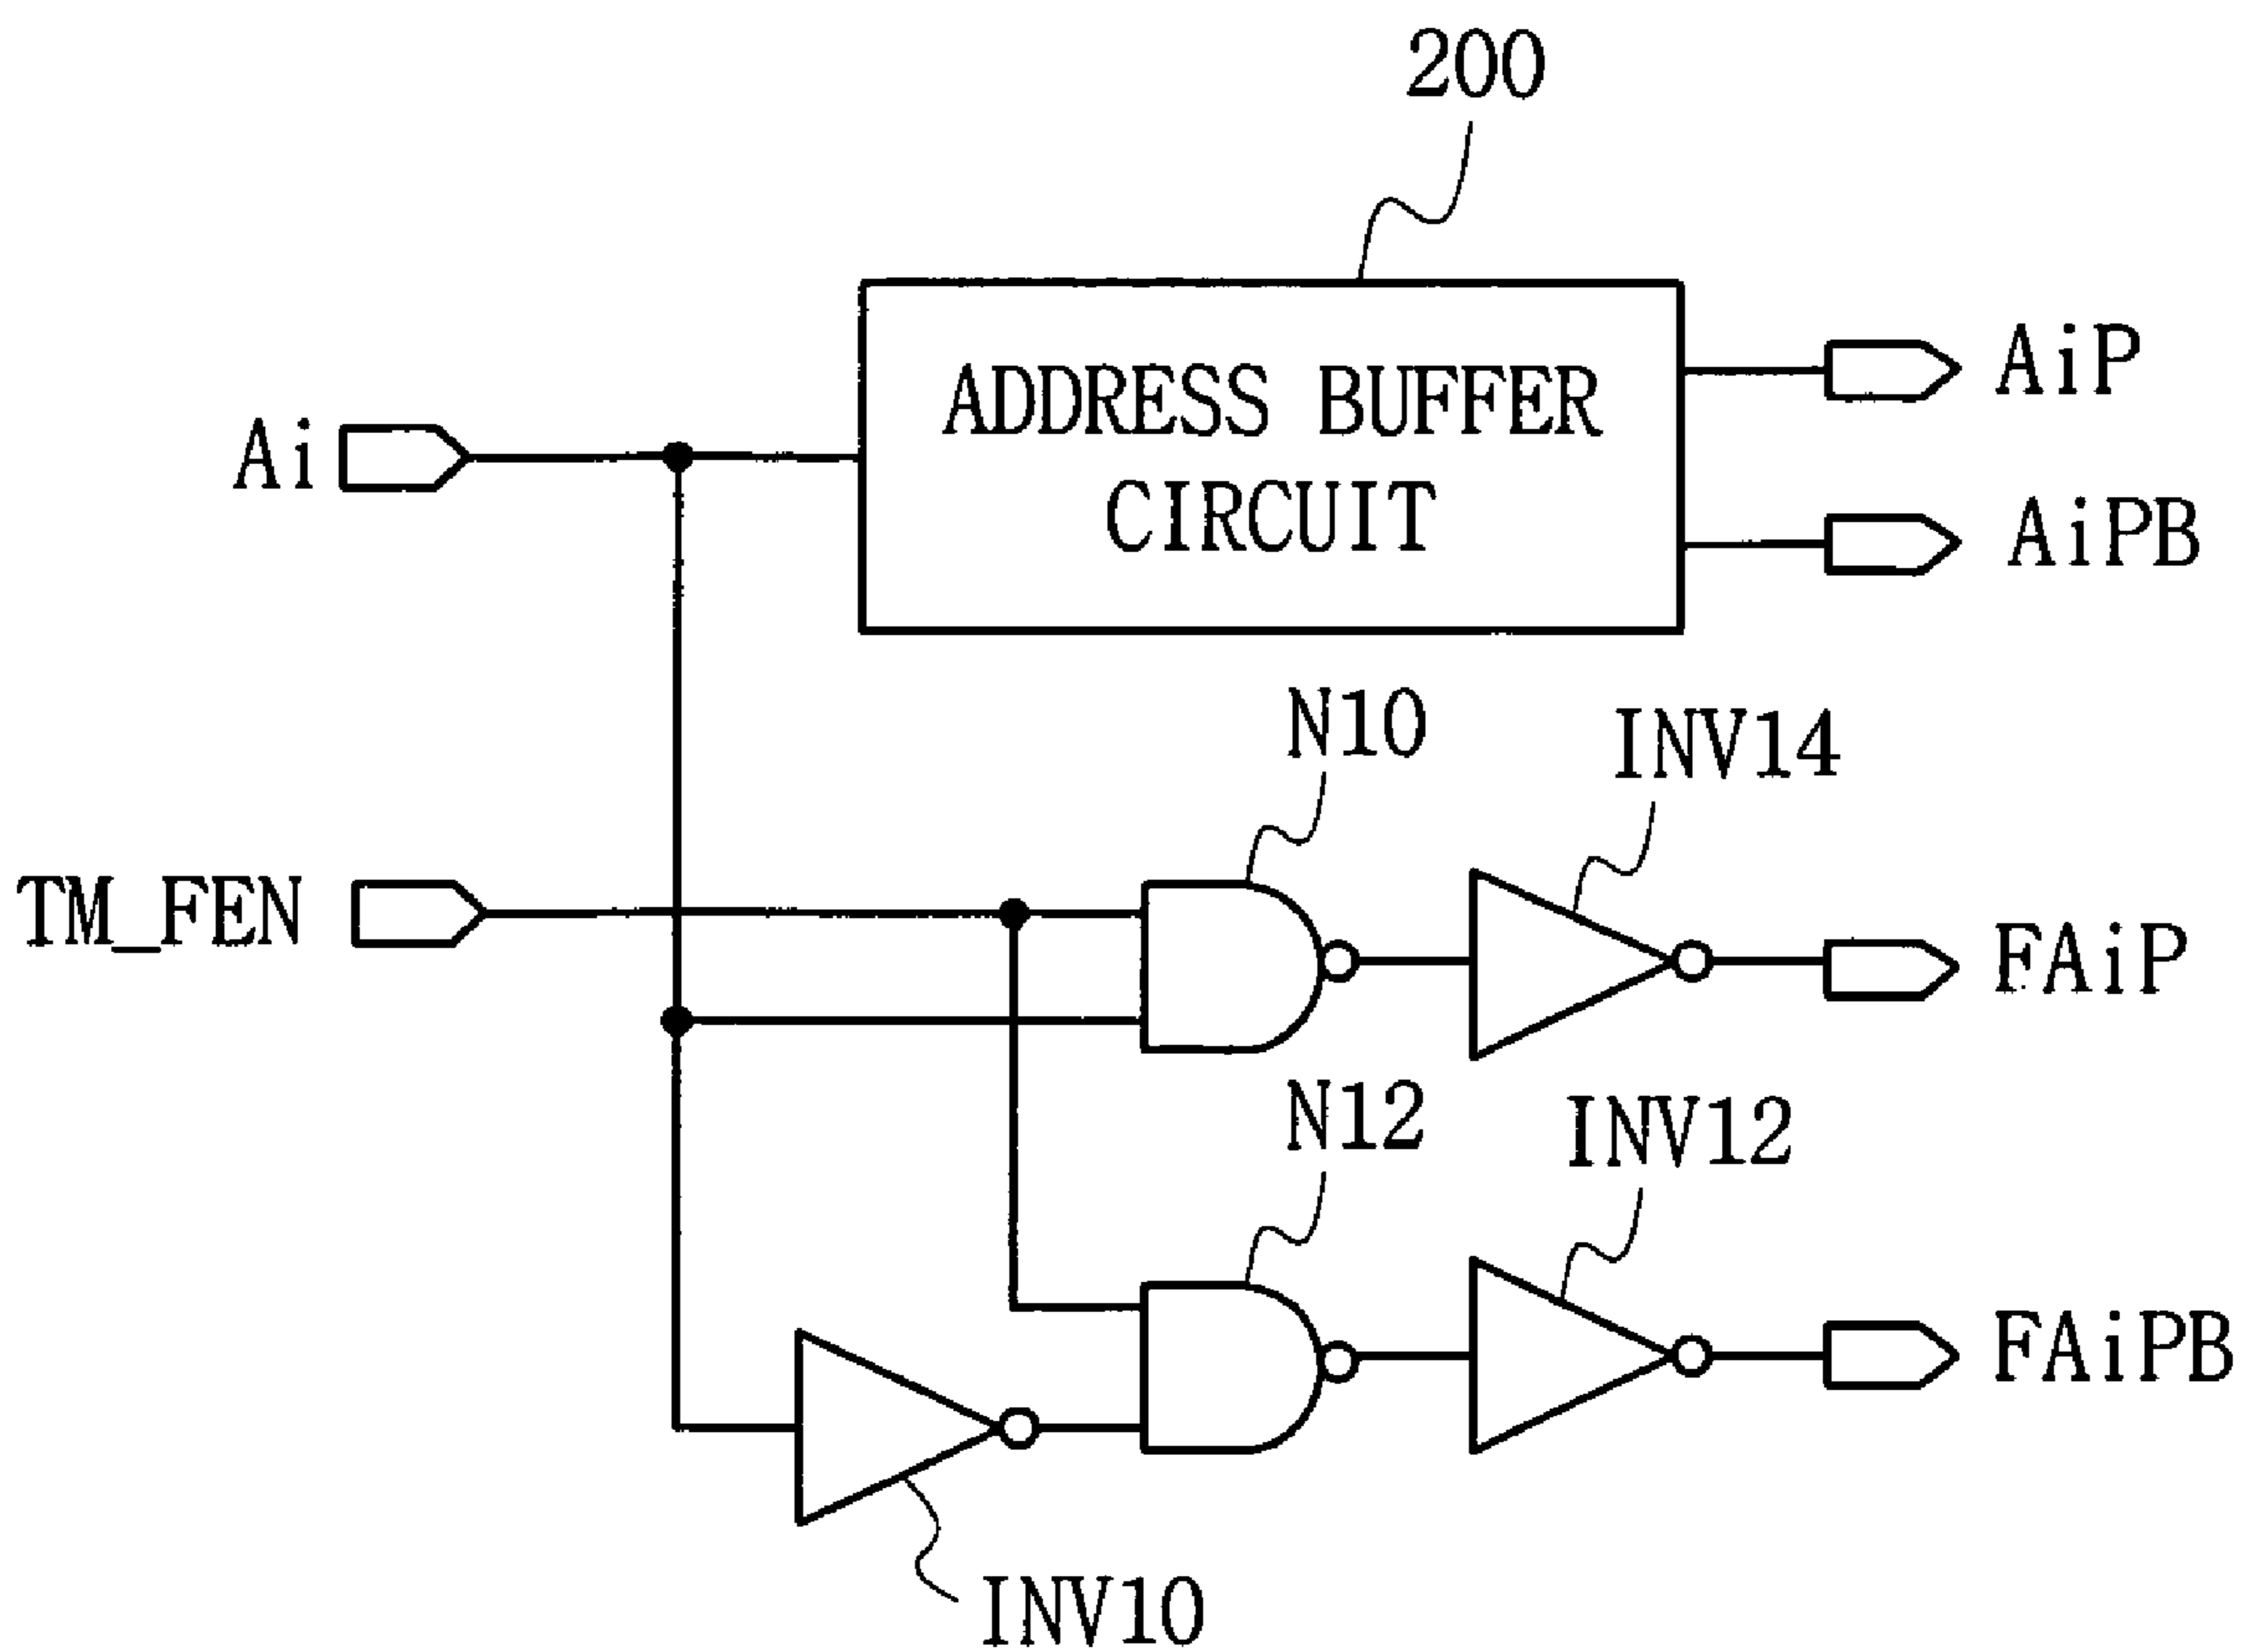 200
ADDRESS BUFFER
CIRCUIT
AiP
Ai
AiPB
N10
INV14
TM_FEN
FAiP
N12
INV12
FAiPB
INV10